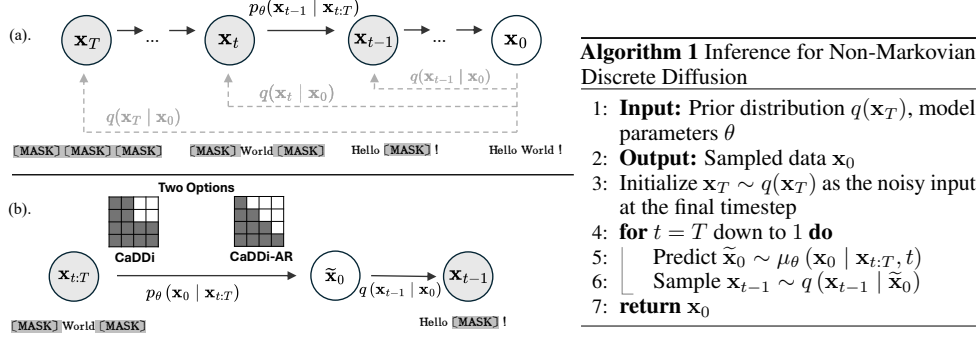 (a).
p_θ(x_{t−1} | x_{t:T})
x_T ... x_t x_{t−1} ... x_0
q(x_{t−1} | x_0)
q(x_t | x_0)
q(x_T | x_0)
[MASK] [MASK] [MASK] [MASK] World [MASK] Hello [MASK] ! Hello World !
(b).
Two Options
CaDDi CaDDi-AR
x_{t:T} x̃_0 x_{t−1}
p_θ(x_0 | x_{t:T}) q(x_{t−1} | x_0)
[MASK] World [MASK] Hello [MASK] !
Algorithm 1 Inference for Non-Markovian
Discrete Diffusion
1: Input: Prior distribution q(x_T), model
parameters θ
2: Output: Sampled data x_0
3: Initialize x_T ∼ q(x_T) as the noisy input
at the final timestep
4: for t = T down to 1 do
5: Predict x̃_0 ∼ μ_θ (x_0 | x_{t:T}, t)
6: Sample x_{t−1} ∼ q (x_{t−1} | x̃_0)
7: return x_0